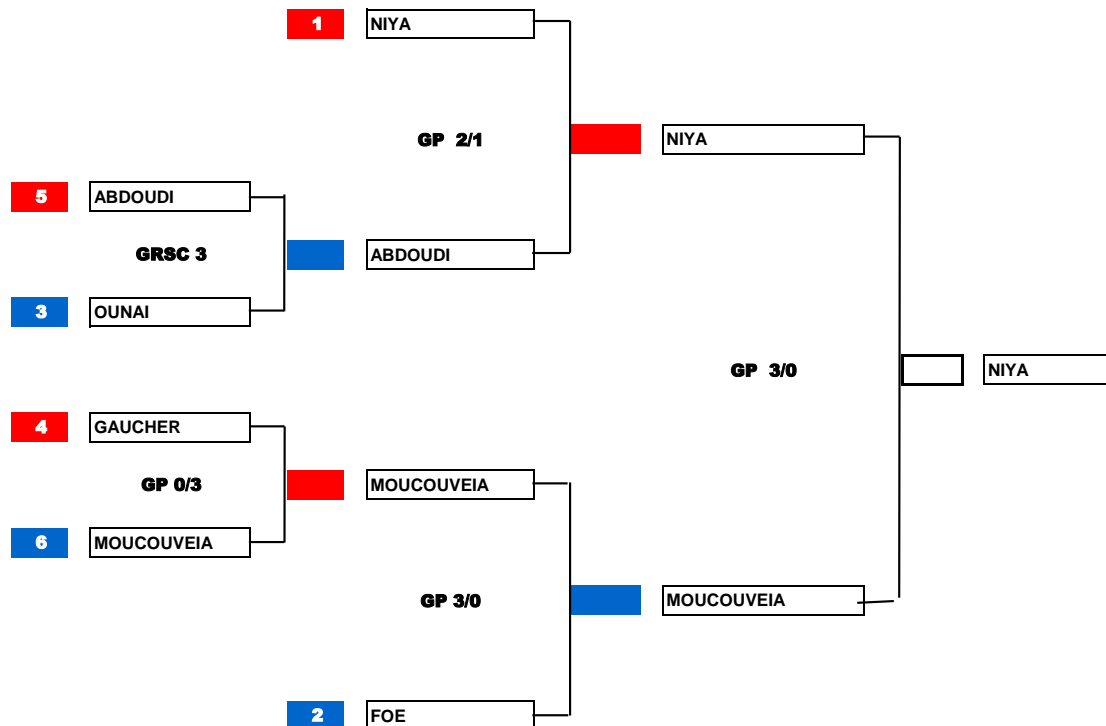 1 NIYA
GP 2/1
NIYA
5 ABDOUDI
GRSC 3
ABDOUDI
3 OUNAI
GP 3/0
NIYA
4 GAUCHER
GP 0/3
MOUCOUVEIA
6 MOUCOUVEIA
GP 3/0
MOUCOUVEIA
2 FOE